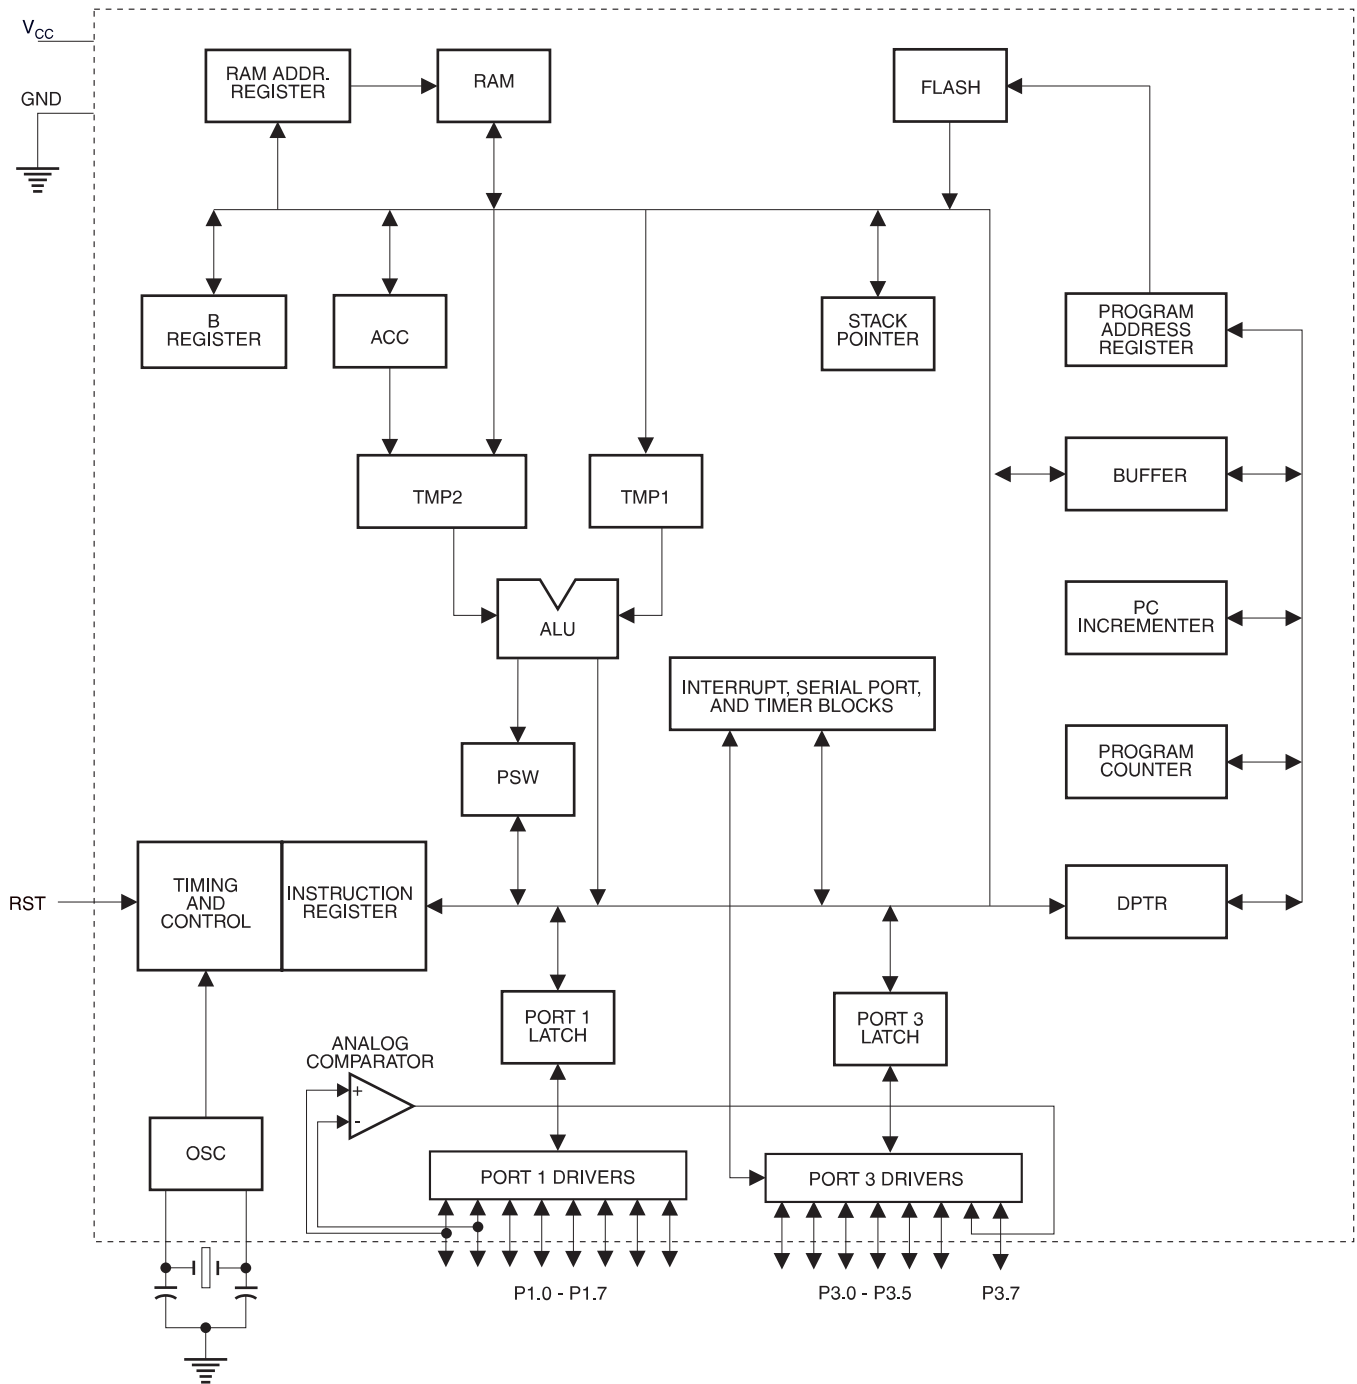 VCC
GND
RAM ADDR.
REGISTER
RAM
FLASH
B
REGISTER
ACC
STACK
POINTER
PROGRAM
ADDRESS
REGISTER
TMP2
TMP1
BUFFER
ALU
PC
INCREMENTER
INTERRUPT, SERIAL PORT,
AND TIMER BLOCKS
PSW
PROGRAM
COUNTER
RST
TIMING
AND
CONTROL
INSTRUCTION
REGISTER
DPTR
PORT 1
LATCH
PORT 3
LATCH
ANALOG
COMPARATOR
+
-
OSC
PORT 1 DRIVERS
PORT 3 DRIVERS
P1.0 - P1.7
P3.0 - P3.5
P3.7